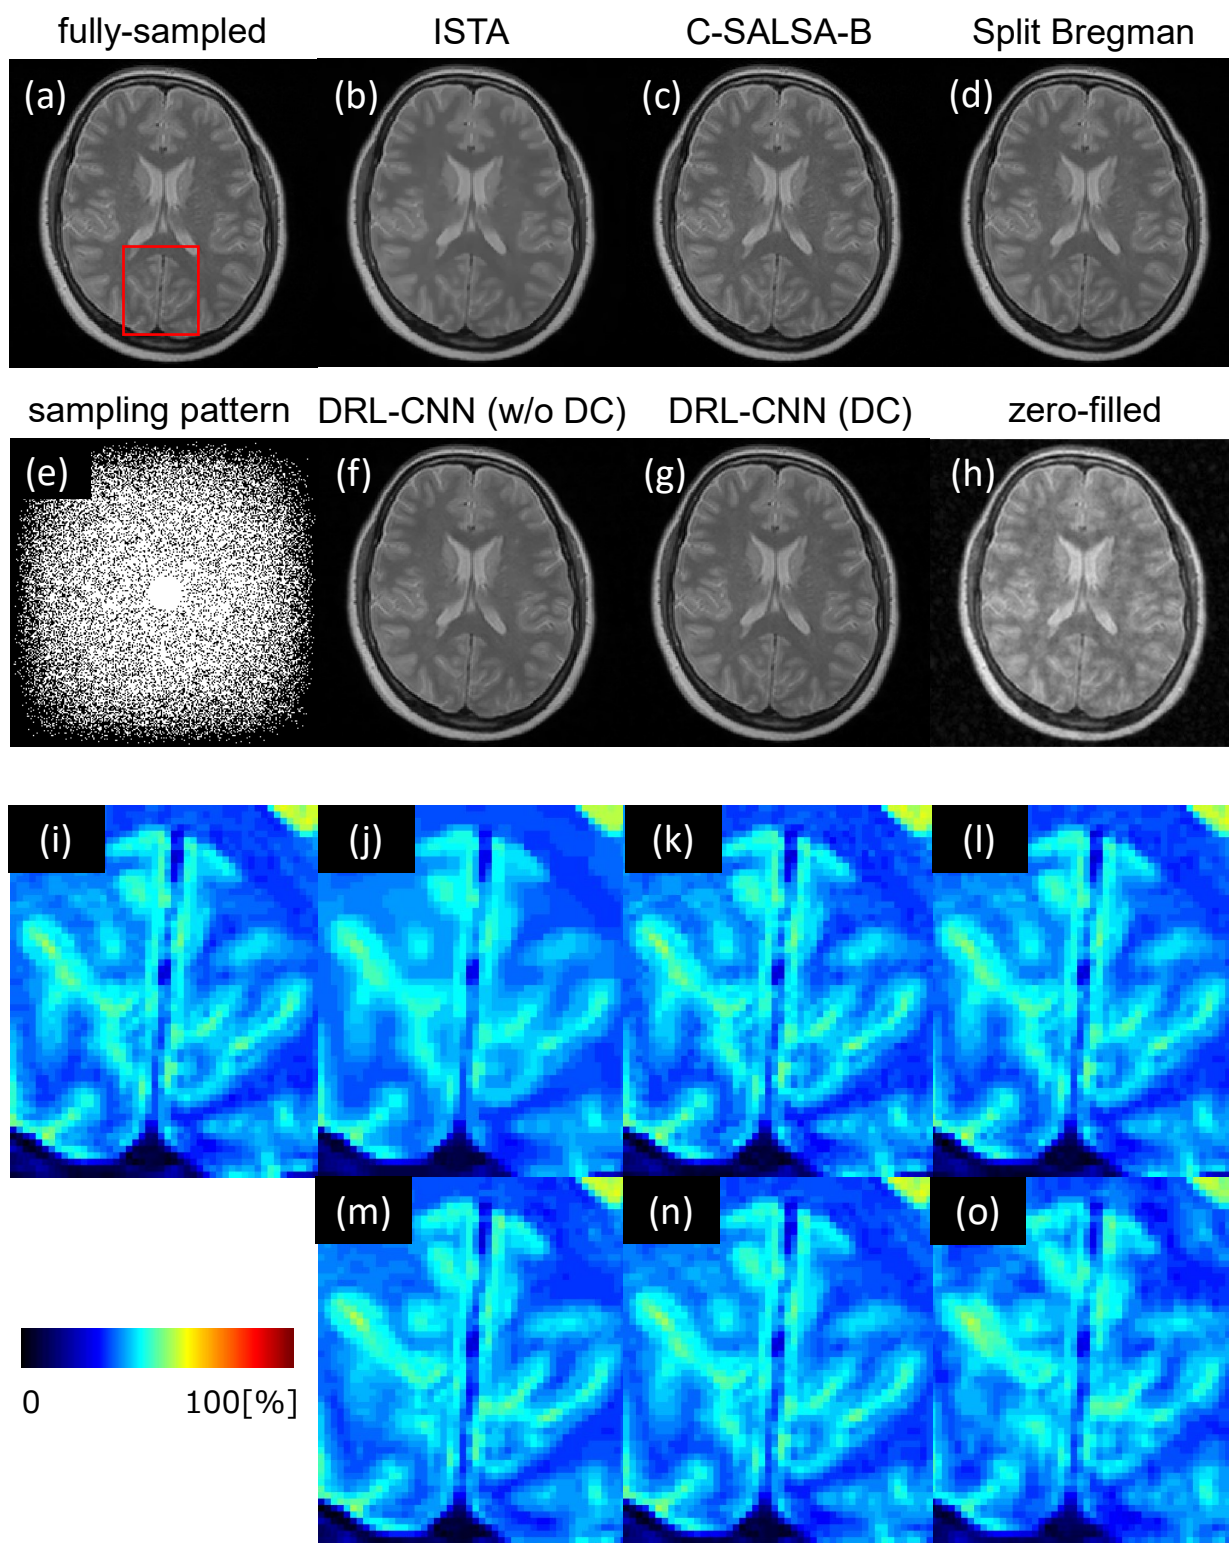 fully-sampled ISTA C-SALSA-B Split Bregman
(a) (b) (c) (d)
sampling pattern DRL-CNN (w/o DC) DRL-CNN (DC) zero-filled
(e) (f) (g) (h)
(i) (j) (k) (l)
(m) (n) (o)
0 100[%]